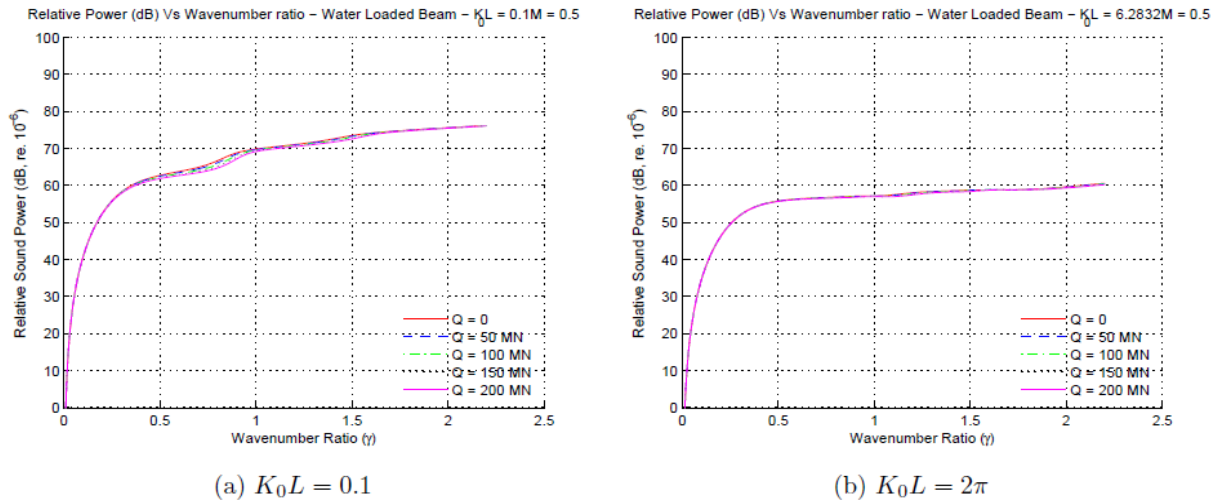 Relative Power (dB) Vs Wavenumber ratio − Water Loaded Beam − K₀L = 0.1M = 0.5
Relative Sound Power (dB, re. 10⁻⁶)
100
90
80
70
60
50
40
30
20
10
0
Q = 0
Q = 50 MN
Q = 100 MN
Q = 150 MN
Q = 200 MN
0 0.5 1 1.5 2 2.5
Wavenumber Ratio (γ)
(a) K₀L = 0.1
Relative Power (dB) Vs Wavenumber ratio − Water Loaded Beam − K₀L = 6.2832M = 0.5
Relative Sound Power (dB, re. 10⁻⁶)
100
90
80
70
60
50
40
30
20
10
0
Q = 0
Q = 50 MN
Q = 100 MN
Q = 150 MN
Q = 200 MN
0 0.5 1 1.5 2 2.5
Wavenumber Ratio (γ)
(b) K₀L = 2π